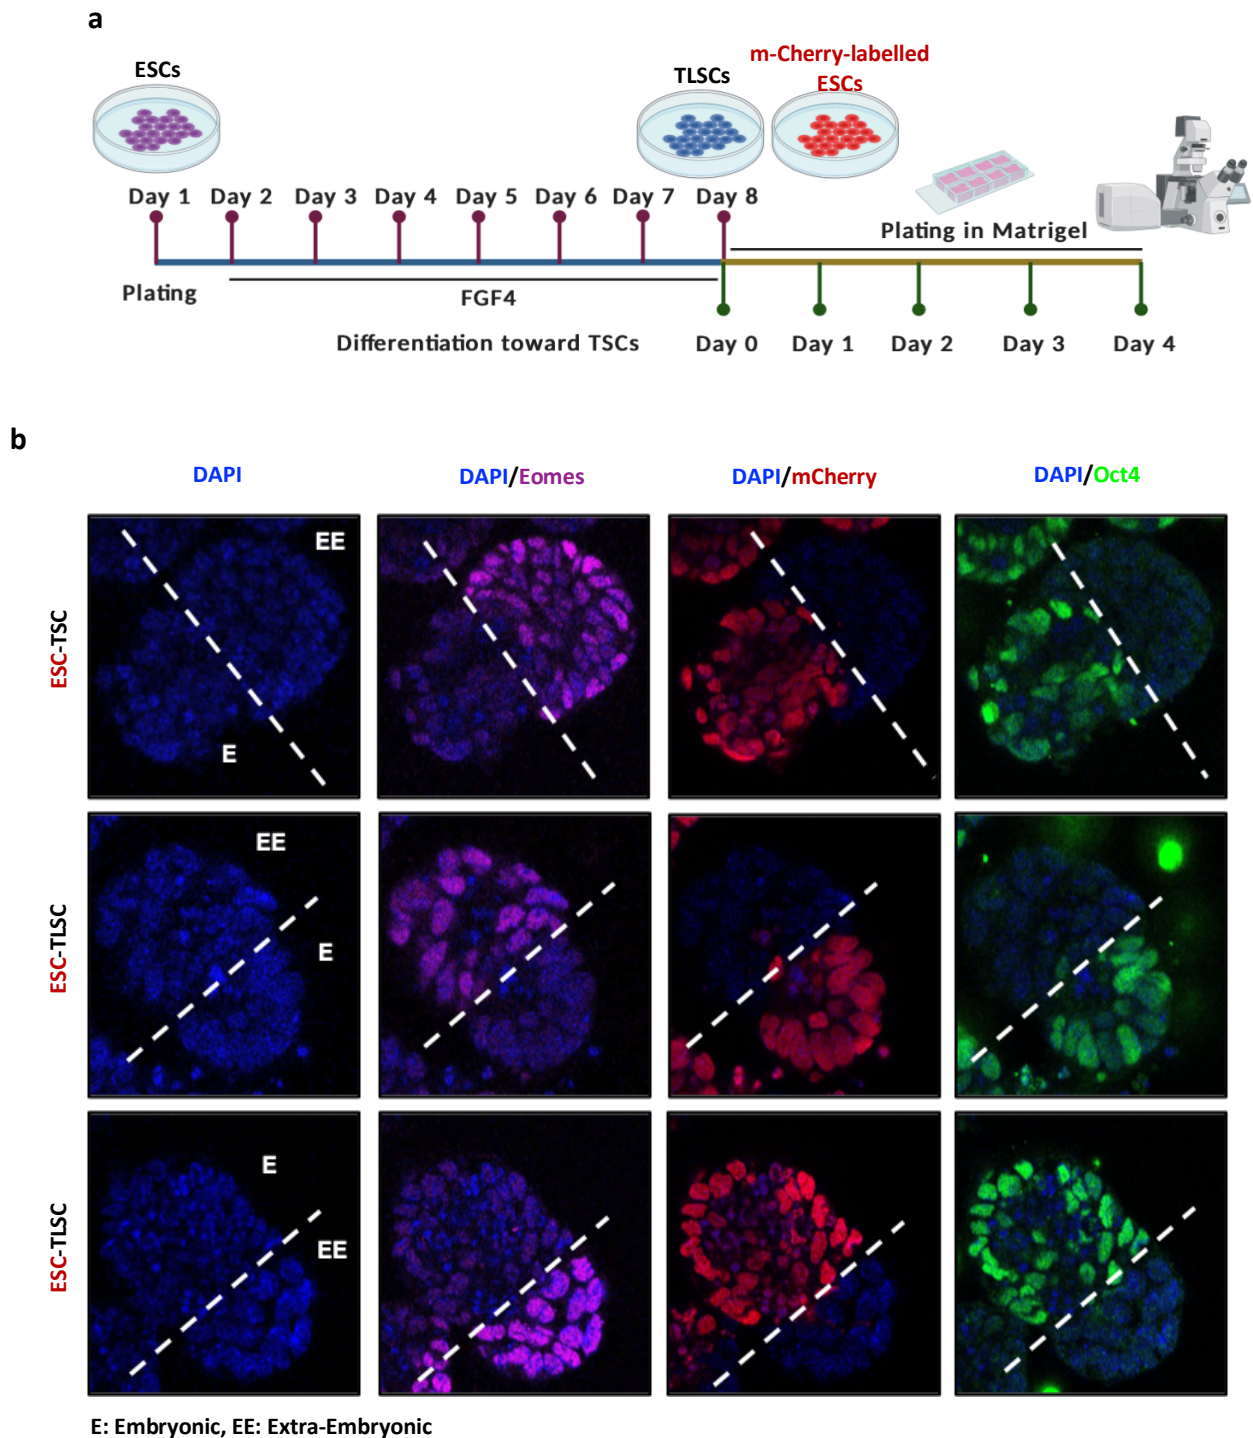 a
ESCs
TLSCs
m-Cherry-labelled
ESCs
Day 1
Day 2
Day 3
Day 4
Day 5
Day 6
Day 7
Day 8
Plating in Matrigel
Plating
FGF4
Differentiation toward TSCs
Day 0
Day 1
Day 2
Day 3
Day 4
b
DAPI
DAPI/Eomes
DAPI/mCherry
DAPI/Oct4
ESC-TSC
EE
E
ESC-TLSC
EE
E
ESC-TLSC
E
EE
E: Embryonic, EE: Extra-Embryonic